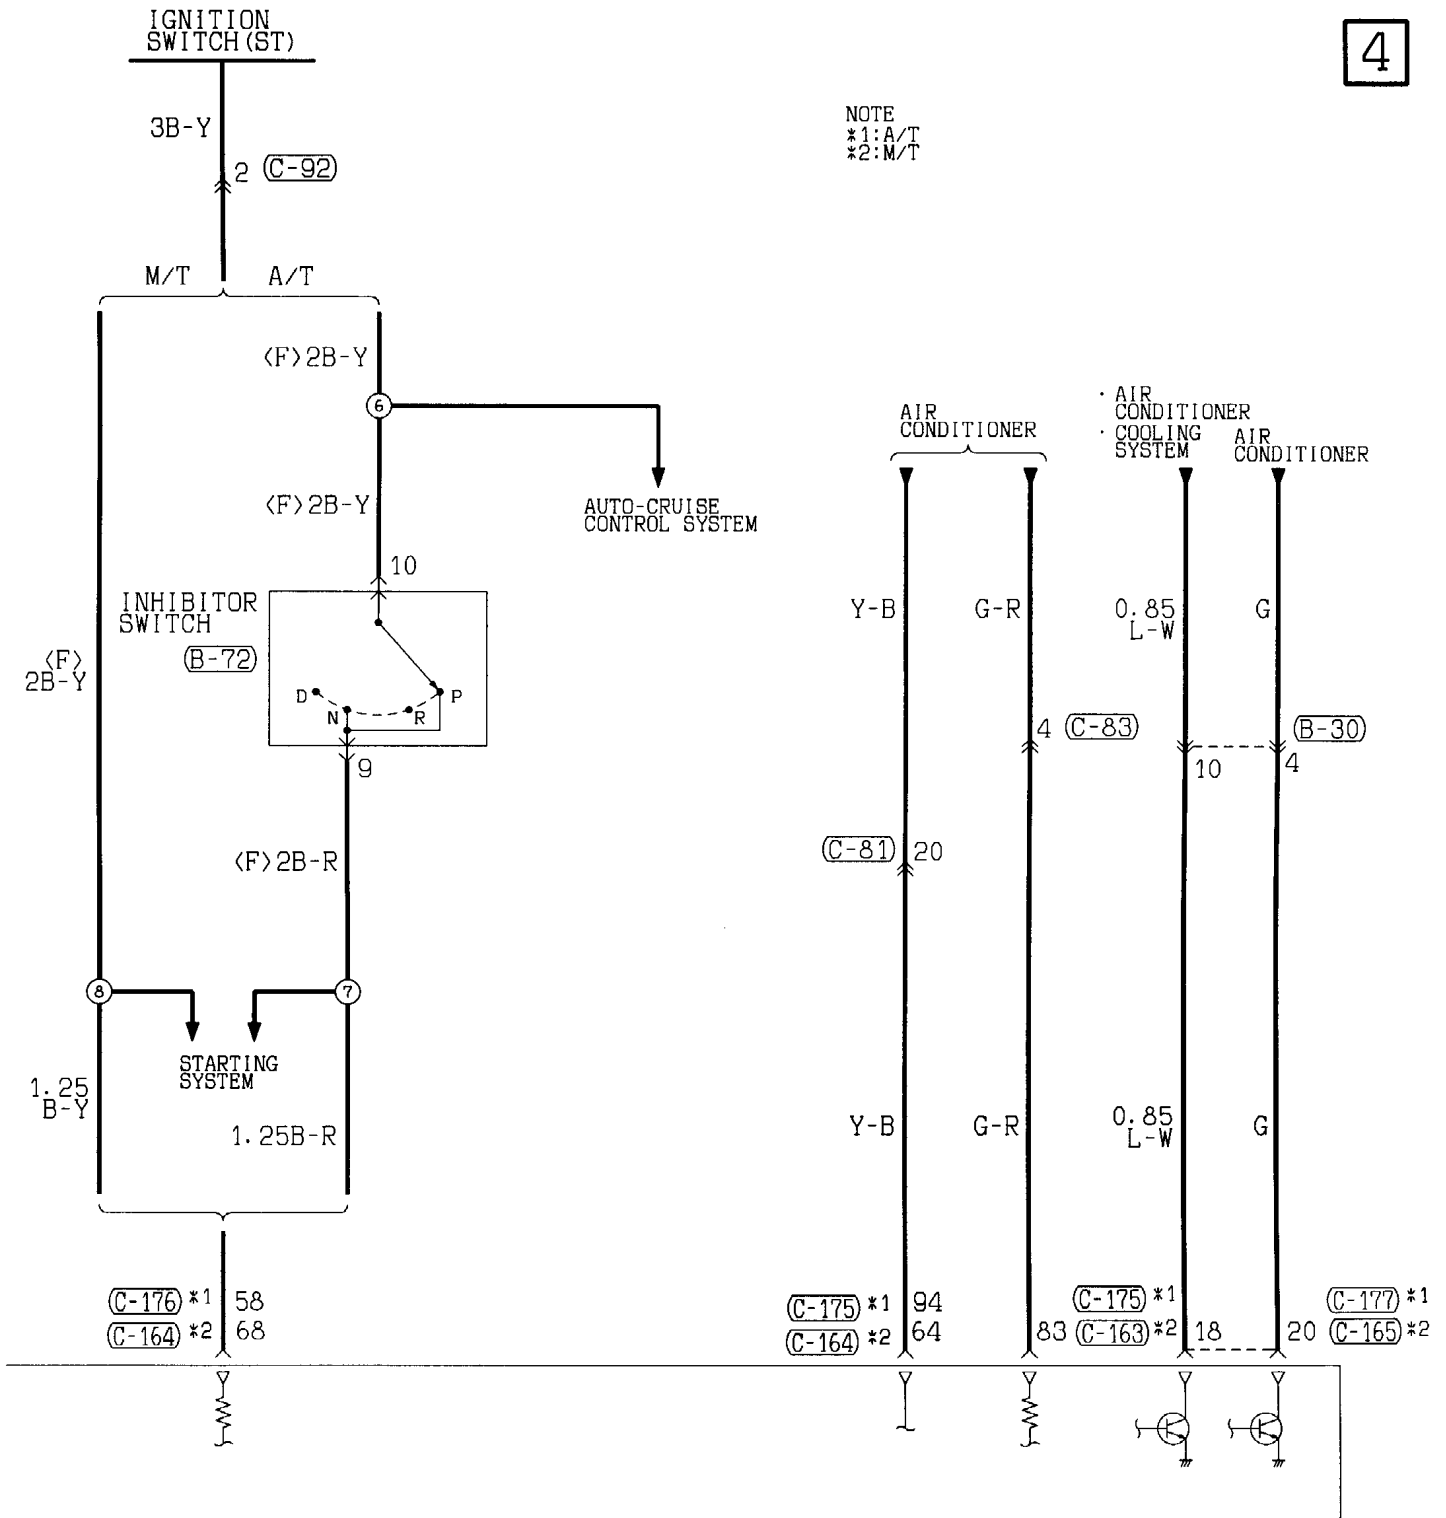 IGNITION
SWITCH(ST)
4
NOTE
*1:A/T
*2:M/T
3B-Y
2 C-92
M/T A/T
<F>2B-Y
6
AIR
CONDITIONER
· AIR
CONDITIONER
· COOLING
SYSTEM
AIR
CONDITIONER
<F>2B-Y
AUTO-CRUISE
CONTROL SYSTEM
10
INHIBITOR
SWITCH
B-72
D N R P
9
<F>
2B-Y
Y-B
G-R
0.85
L-W
G
4 C-83
B-30
10
4
C-81 20
<F>2B-R
8
7
STARTING
SYSTEM
1.25
B-Y
1.25B-R
Y-B
G-R
0.85
L-W
G
C-176 *1 58
C-164 *2 68
C-175 *1 94
C-164 *2 64
83
C-175 *1
C-163 *2 18
20
C-177 *1
C-165 *2